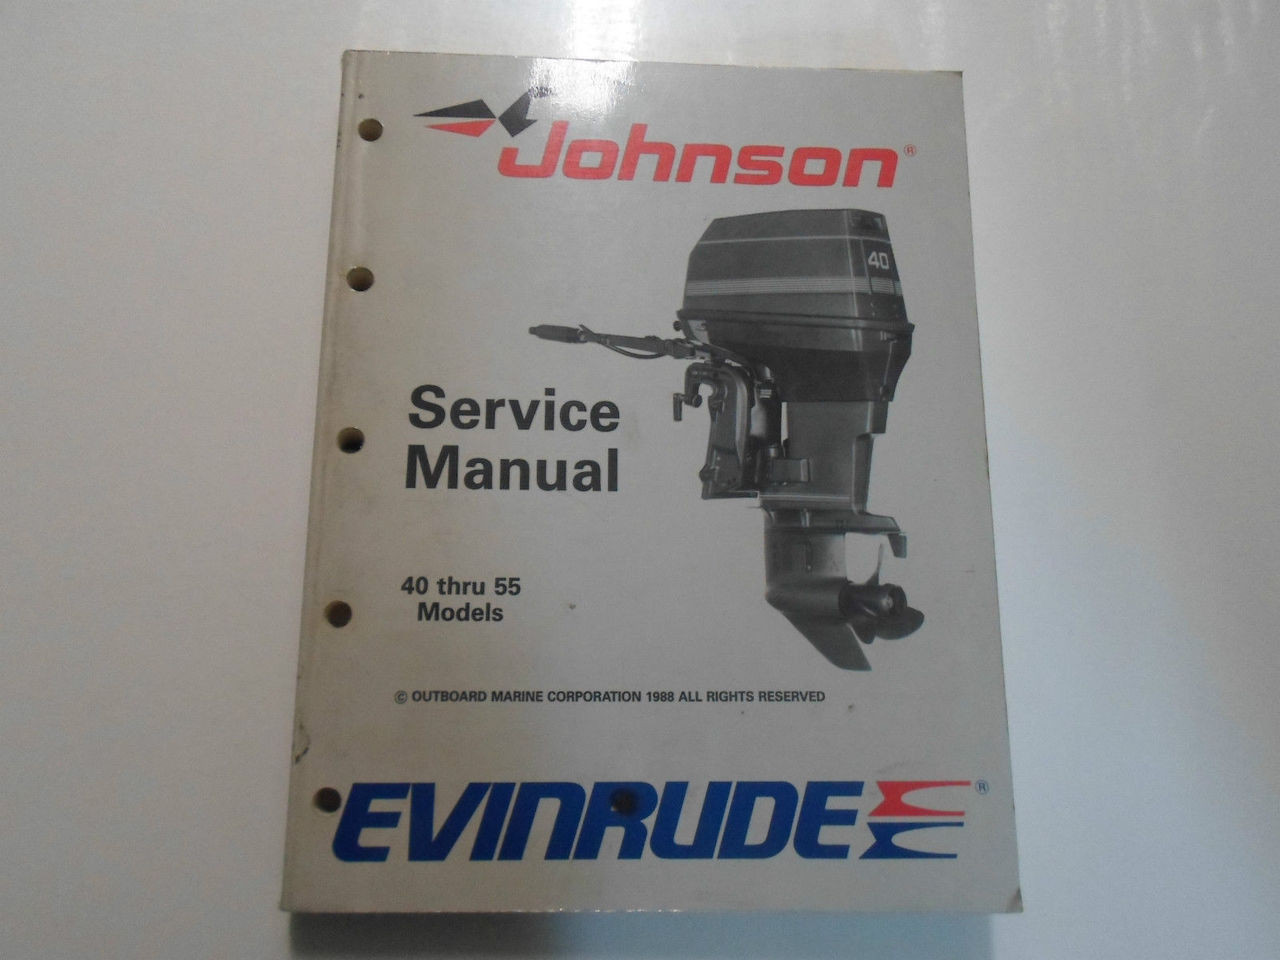 Johnson®
40
Service
Manual
40 thru 55
Models
© OUTBOARD MARINE CORPORATION 1988 ALL RIGHTS RESERVED
EVINRUDE ®